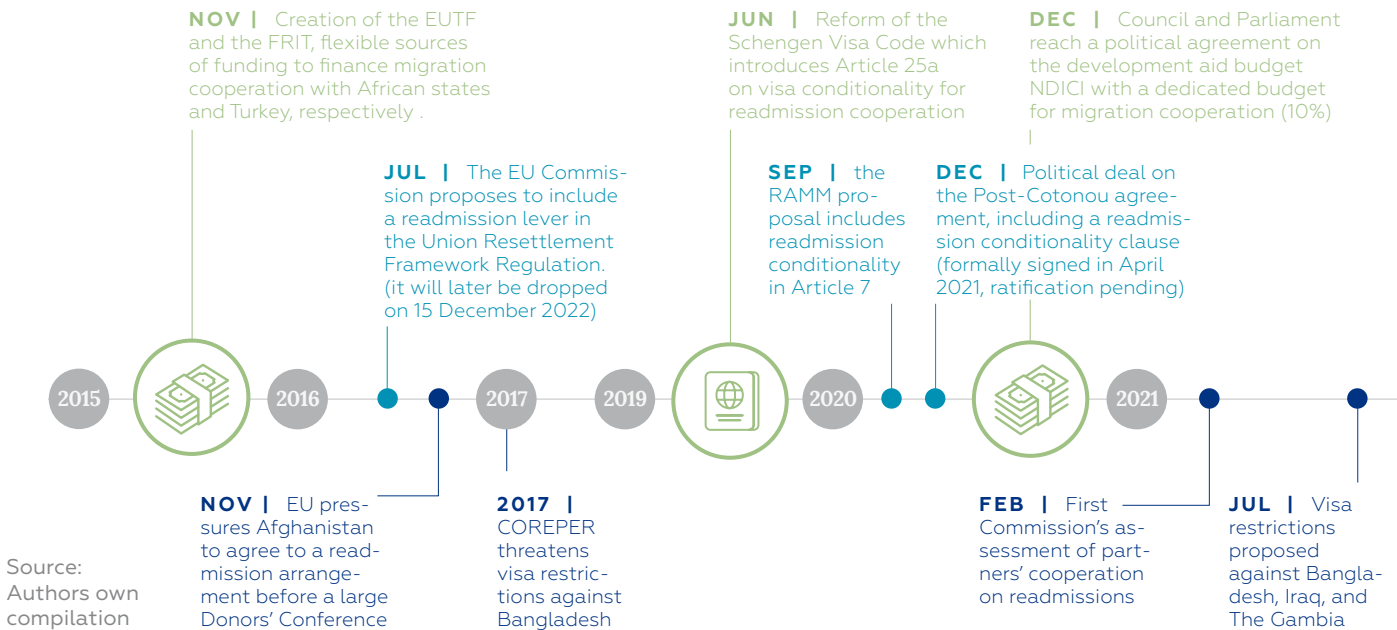 NOV | Creation of the EUTF
and the FRIT, flexible sources
of funding to finance migration
cooperation with African states
and Turkey, respectively .
JUN | Reform of the
Schengen Visa Code which
introduces Article 25a
on visa conditionality for
readmission cooperation
DEC | Council and Parliament
reach a political agreement on
the development aid budget
NDICI with a dedicated budget
for migration cooperation (10%)
JUL | The EU Commis-
sion proposes to include
a readmission lever in
the Union Resettlement
Framework Regulation.
(it will later be dropped
on 15 December 2022)
SEP | the
RAMM pro-
posal includes
readmission
conditionality
in Article 7
DEC | Political deal on
the Post-Cotonou agree-
ment, including a readmis-
sion conditionality clause
(formally signed in April
2021, ratification pending)
2015
2016
2017
2019
2020
2021
NOV | EU pres-
sures Afghanistan
to agree to a read-
mission arrange-
ment before a large
Donors' Conference
2017 |
COREPER
threatens
visa restric-
tions against
Bangladesh
FEB | First
Commission's as-
sessment of part-
ners' cooperation
on readmissions
JUL | Visa
restrictions
proposed
against Bangla-
desh, Iraq, and
The Gambia
Source:
Authors own
compilation